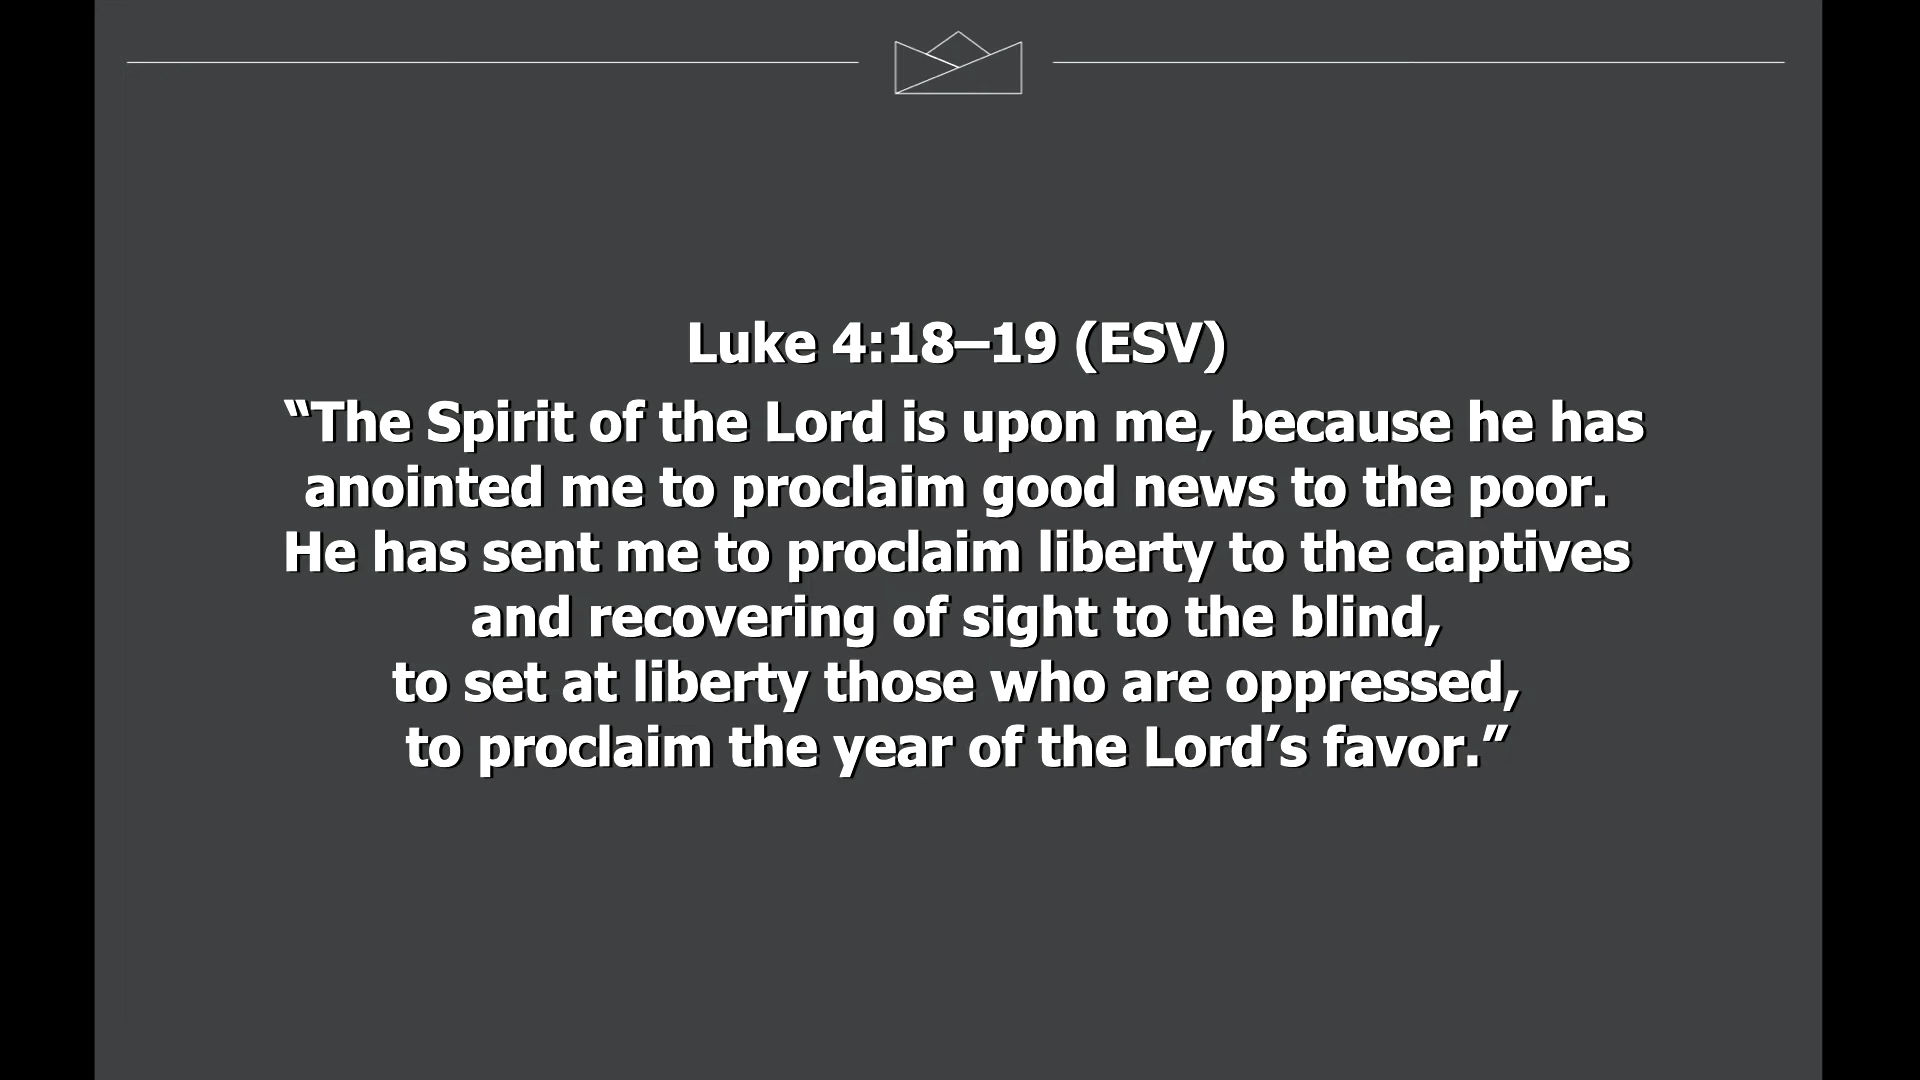 Luke 4:18–19 (ESV)
“The Spirit of the Lord is upon me, because he has
anointed me to proclaim good news to the poor.
He has sent me to proclaim liberty to the captives
and recovering of sight to the blind,
to set at liberty those who are oppressed,
to proclaim the year of the Lord’s favor.”